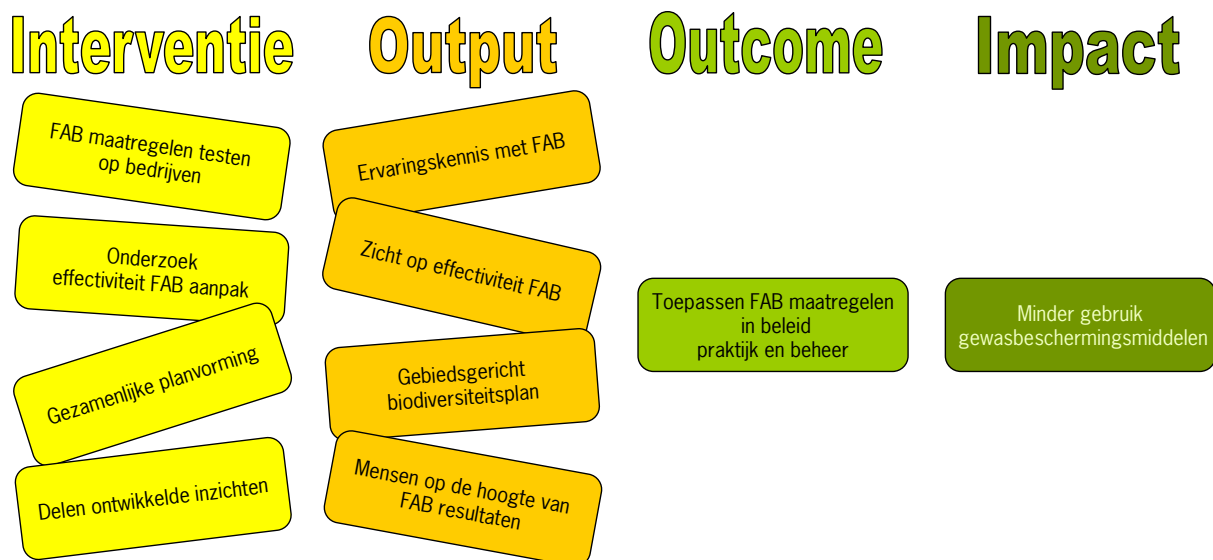 Interventie
Output
Outcome
Impact
FAB maatregelen testen
op bedrijven
Onderzoek
effectiviteit FAB aanpak
Gezamenlijke planvorming
Delen ontwikkelde inzichten
Ervaringskennis met FAB
Zicht op effectiviteit FAB
Gebiedsgericht
biodiversiteitsplan
Mensen op de hoogte van
FAB resultaten
Toepassen FAB maatregelen
in beleid
praktijk en beheer
Minder gebruik
gewasbeschermingsmiddelen